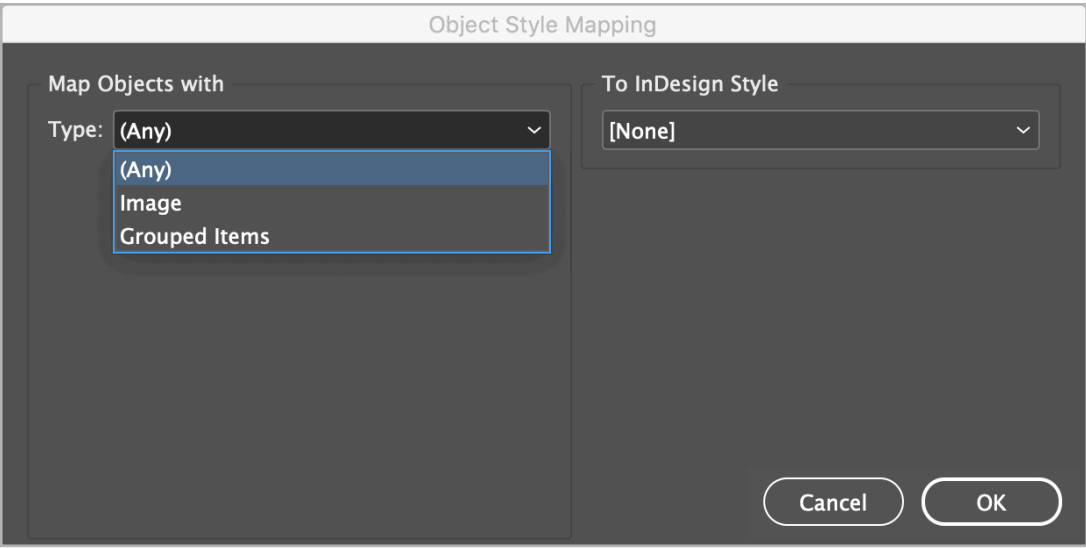 Object Style Mapping
Map Objects with
Type: (Any)
(Any)
Image
Grouped Items
To InDesign Style
[None]
Cancel OK